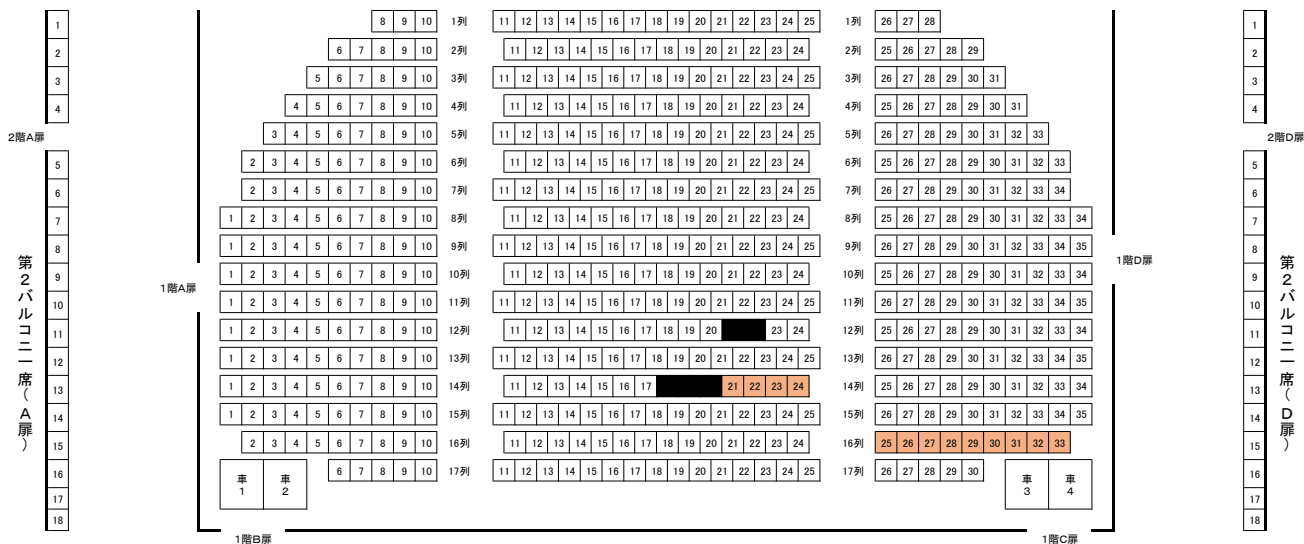 1 8 9 10 1列 11 12 13 14 15 16 17 18 19 20 21 22 23 24 25 1列 26 27 28 1
2 6 7 8 9 10 2列 11 12 13 14 15 16 17 18 19 20 21 22 23 24 2列 25 26 27 28 29 2
3 5 6 7 8 9 10 3列 11 12 13 14 15 16 17 18 19 20 21 22 23 24 25 3列 26 27 28 29 30 31 3
4 4 5 6 7 8 9 10 4列 11 12 13 14 15 16 17 18 19 20 21 22 23 24 4列 25 26 27 28 29 30 31 4
2階A扉 3 4 5 6 7 8 9 10 5列 11 12 13 14 15 16 17 18 19 20 21 22 23 24 25 5列 26 27 28 29 30 31 32 33 2階D扉
5 2 3 4 5 6 7 8 9 10 6列 11 12 13 14 15 16 17 18 19 20 21 22 23 24 6列 25 26 27 28 29 30 31 32 33 5
6 2 3 4 5 6 7 8 9 10 7列 11 12 13 14 15 16 17 18 19 20 21 22 23 24 25 7列 26 27 28 29 30 31 32 33 34 6
7 1 2 3 4 5 6 7 8 9 10 8列 11 12 13 14 15 16 17 18 19 20 21 22 23 24 8列 25 26 27 28 29 30 31 32 33 34 7
8 1 2 3 4 5 6 7 8 9 10 9列 11 12 13 14 15 16 17 18 19 20 21 22 23 24 25 9列 26 27 28 29 30 31 32 33 34 35 8
1階D扉
9 1 2 3 4 5 6 7 8 9 10 10列 11 12 13 14 15 16 17 18 19 20 21 22 23 24 10列 25 26 27 28 29 30 31 32 33 34 9
1階A扉
10 1 2 3 4 5 6 7 8 9 10 11列 11 12 13 14 15 16 17 18 19 20 21 22 23 24 25 11列 26 27 28 29 30 31 32 33 34 35 10
11 1 2 3 4 5 6 7 8 9 10 12列 11 12 13 14 15 16 17 18 19 20 23 24 12列 25 26 27 28 29 30 31 32 33 34 11
12 1 2 3 4 5 6 7 8 9 10 13列 11 12 13 14 15 16 17 18 19 20 21 22 23 24 25 13列 26 27 28 29 30 31 32 33 34 35 12
13 1 2 3 4 5 6 7 8 9 10 14列 11 12 13 14 15 16 17 21 22 23 24 14列 25 26 27 28 29 30 31 32 33 34 13
14 1 2 3 4 5 6 7 8 9 10 15列 11 12 13 14 15 16 17 18 19 20 21 22 23 24 25 15列 26 27 28 29 30 31 32 33 34 35 14
15 2 3 4 5 6 7 8 9 10 16列 11 12 13 14 15 16 17 18 19 20 21 22 23 24 16列 25 26 27 28 29 30 31 32 33 15
16 車1 車2 6 7 8 9 10 17列 11 12 13 14 15 16 17 18 19 20 21 22 23 24 25 17列 26 27 28 29 30 車3 車4 16
17 17
18 18
1階B扉 1階C扉
第2バルコニー席(A扉)
第2バルコニー席(D扉)